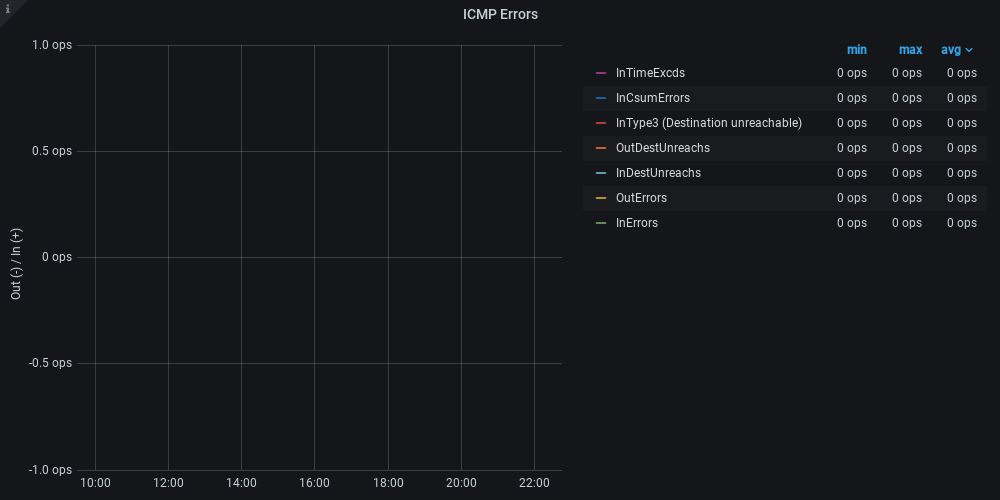 i
ICMP Errors
Out (-) / In (+)
1.0 ops
0.5 ops
0 ops
-0.5 ops
-1.0 ops
10:00 12:00 14:00 16:00 18:00 20:00 22:00
min max avg
InTimeExcds 0 ops 0 ops 0 ops
InCsumErrors 0 ops 0 ops 0 ops
InType3 (Destination unreachable) 0 ops 0 ops 0 ops
OutDestUnreachs 0 ops 0 ops 0 ops
InDestUnreachs 0 ops 0 ops 0 ops
OutErrors 0 ops 0 ops 0 ops
InErrors 0 ops 0 ops 0 ops